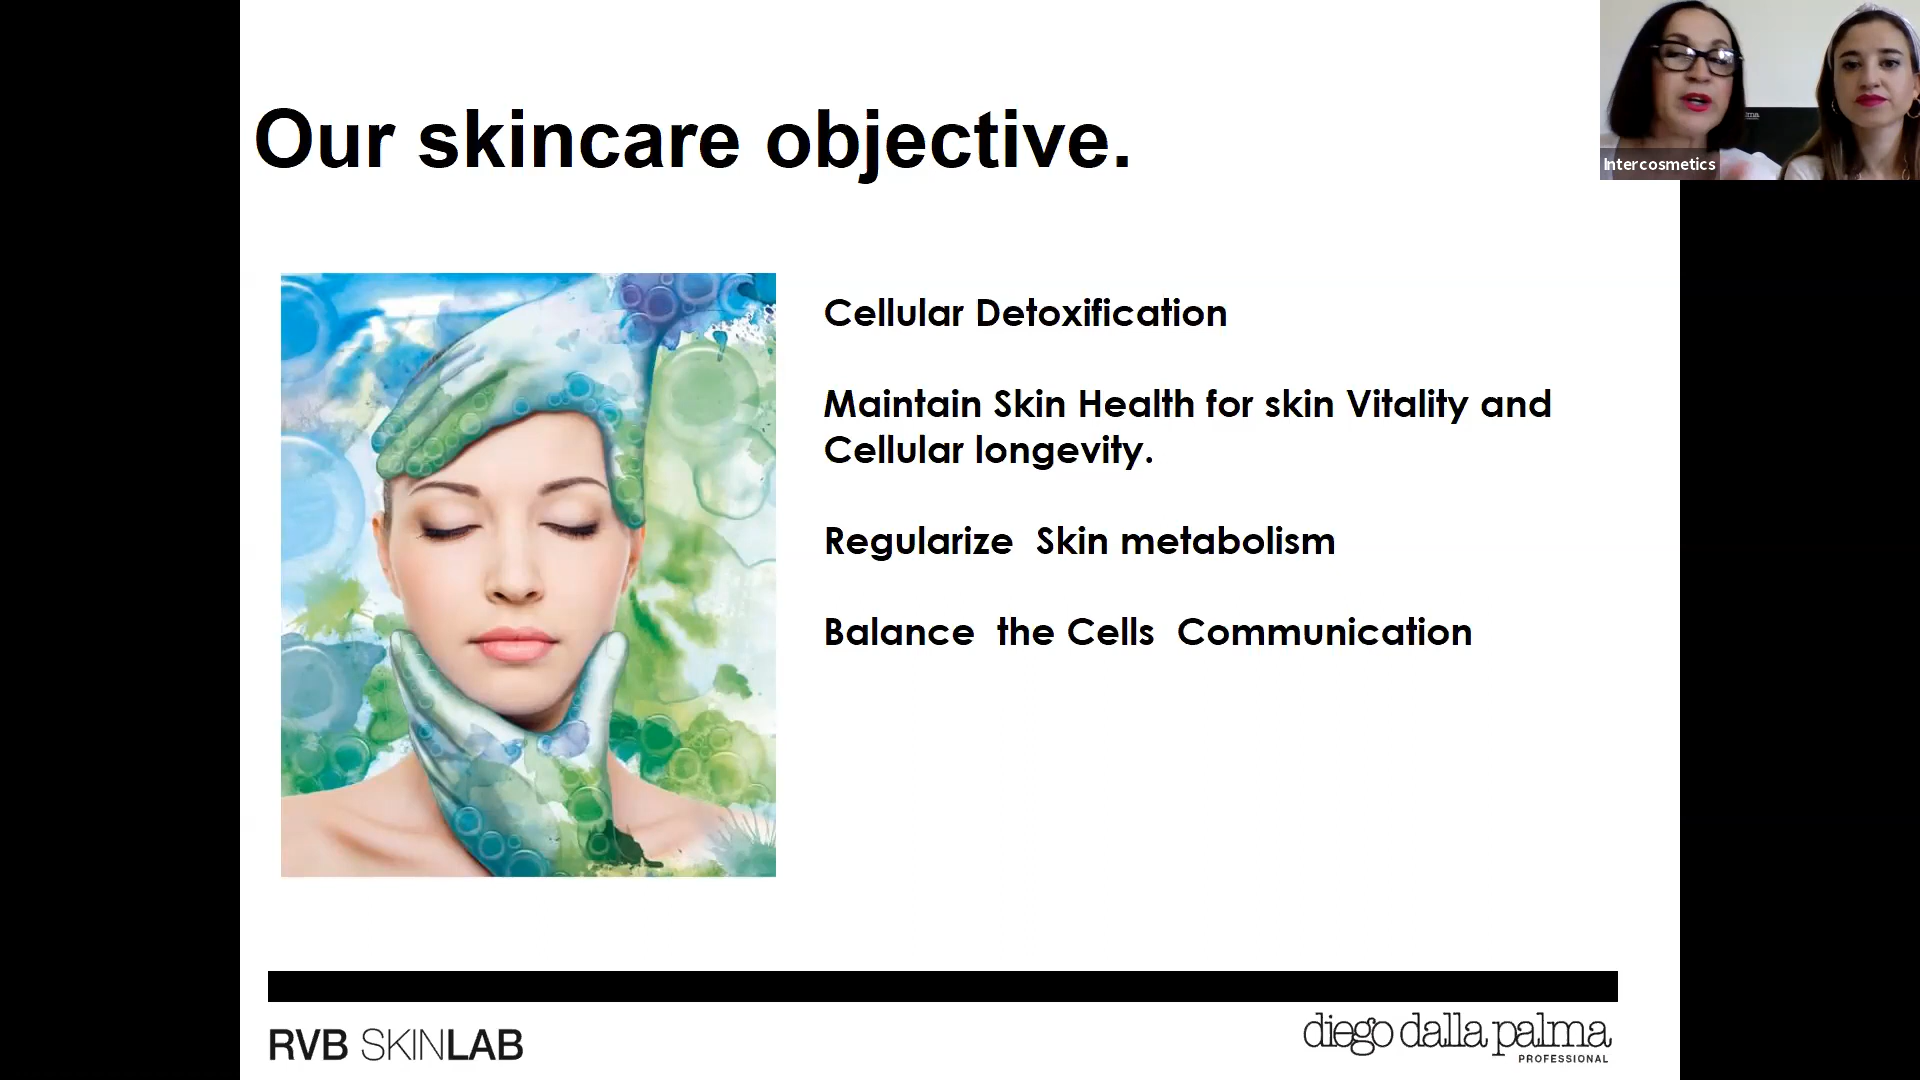 Our skincare objective.
Intercosmetics
Cellular Detoxification
Maintain Skin Health for skin Vitality and
Cellular longevity.
Regularize Skin metabolism
Balance the Cells Communication
RVB SKINLAB
diego dalla palma
PROFESSIONAL